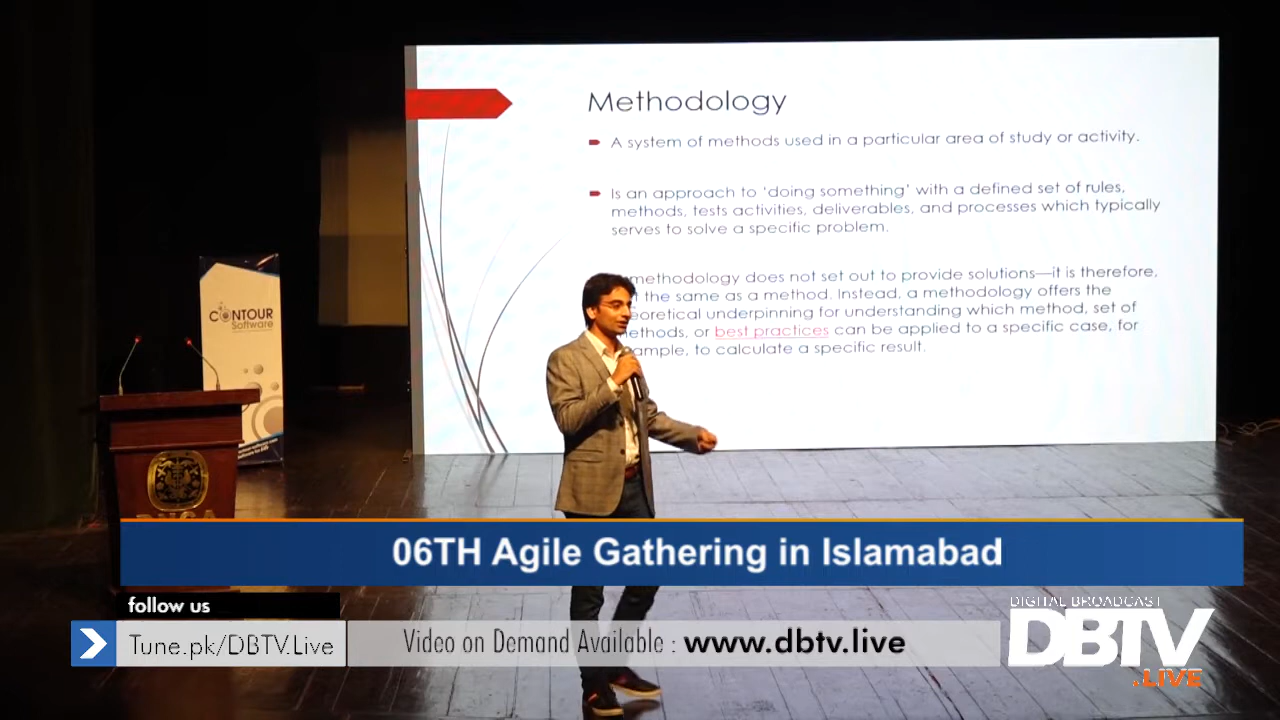 Methodology
A system of methods used in a particular area of study or activity.
Is an approach to ‘doing something’ with a defined set of rules,
methods, tests activities, deliverables, and processes which typically
serves to solve a specific problem.
methodology does not set out to provide solutions—it is therefore,
the same as a method. Instead, a methodology offers the
underpinning for understanding which method, set of
or best practices can be applied to a specific case, for
to calculate a specific result.
CONTOUR
Software
06TH Agile Gathering in Islamabad
follow us
Tune.pk/DBTV.Live
Video on Demand Available : www.dbtv.live
DIGITAL BROADCAST
DBTV
.LIVE